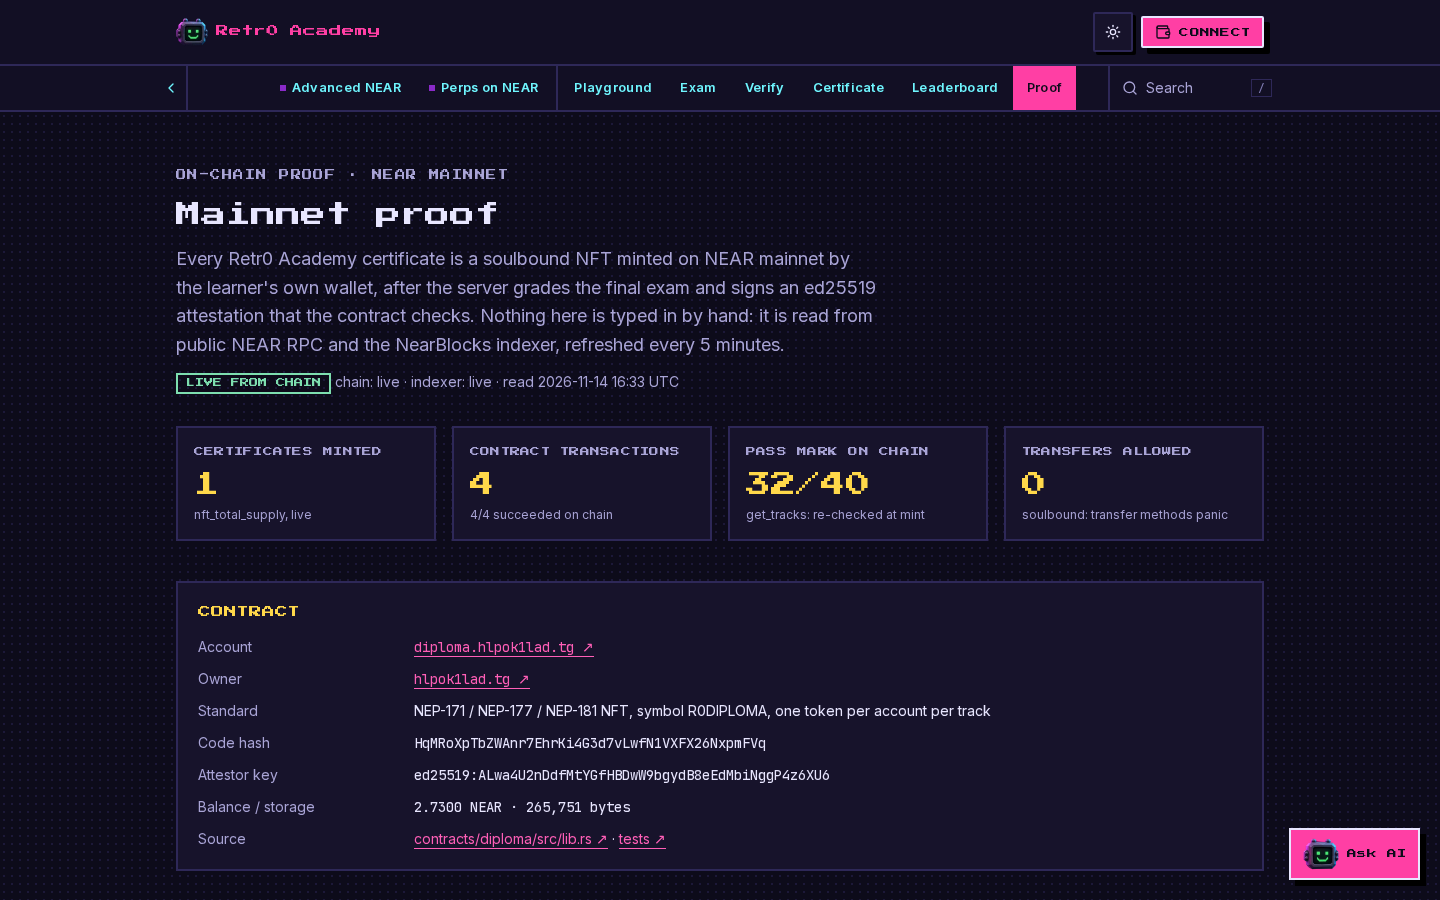 Retr0 Academy
CONNECT
Advanced NEAR
Perps on NEAR
Playground
Exam
Verify
Certificate
Leaderboard
Proof
Search
/
ON-CHAIN PROOF · NEAR MAINNET
Mainnet proof
Every Retr0 Academy certificate is a soulbound NFT minted on NEAR mainnet by
the learner's own wallet, after the server grades the final exam and signs an ed25519
attestation that the contract checks. Nothing here is typed in by hand: it is read from
public NEAR RPC and the NearBlocks indexer, refreshed every 5 minutes.
LIVE FROM CHAIN chain: live · indexer: live · read 2026-11-14 16:33 UTC
CERTIFICATES MINTED
1
nft_total_supply, live
CONTRACT TRANSACTIONS
4
4/4 succeeded on chain
PASS MARK ON CHAIN
32/40
get_tracks: re-checked at mint
TRANSFERS ALLOWED
0
soulbound: transfer methods panic
CONTRACT
Account diploma.hlpok1lad.tg ↗
Owner hlpok1lad.tg ↗
Standard NEP-171 / NEP-177 / NEP-181 NFT, symbol R0DIPLOMA, one token per account per track
Code hash HqMRoXpTbZWAnr7EhrKi4G3d7vLwfN1VXFX26NxpmFVq
Attestor key ed25519:ALwa4U2nDdfMtYGfHBDwW9bgydB8eEdMbiNggP4z6XU6
Balance / storage 2.7300 NEAR · 265,751 bytes
Source contracts/diploma/src/lib.rs ↗ · tests ↗
Ask AI